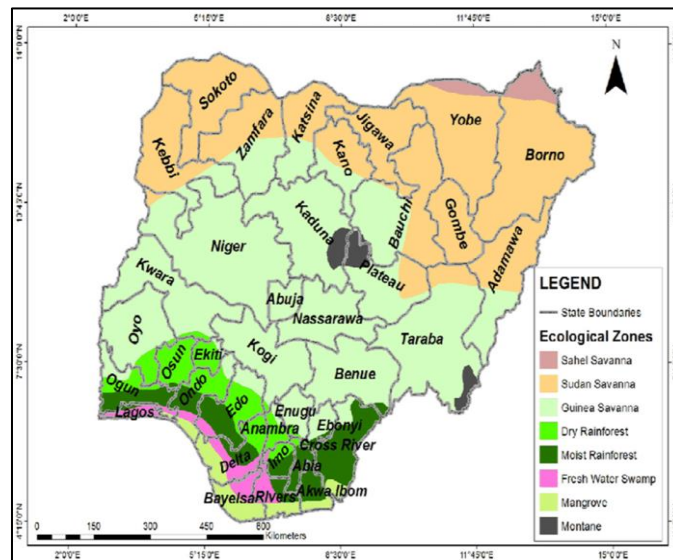 2°0'0"E 5°15'0"E 8°30'0"E 11°45'0"E 15°0'0"E
N
Sokoto
Katsina
Zamfara
Jigawa
Yobe
Kano
Borno
Kebbi
Bauchi
Gombe
Kaduna
Niger
Adamawa
Plateau
Kwara
Abuja
Nassarawa
Oyo
Taraba
Kogi
Osun
Ekiti
Benue
Ogun
Ondo
Edo
Enugu
Lagos
Anambra
Ebonyi
Cross River
Imo
Delta
Abia
Bayelsa
Rivers
Akwa Ibom
LEGEND
State Boundaries
Ecological Zones
Sahel Savanna
Sudan Savanna
Guinea Savanna
Dry Rainforest
Moist Rainforest
Fresh Water Swamp
Mangrove
Montane
0 150 300 450 600
Kilometers
2°0'0"E 5°15'0"E 8°30'0"E 11°45'0"E 15°0'0"E